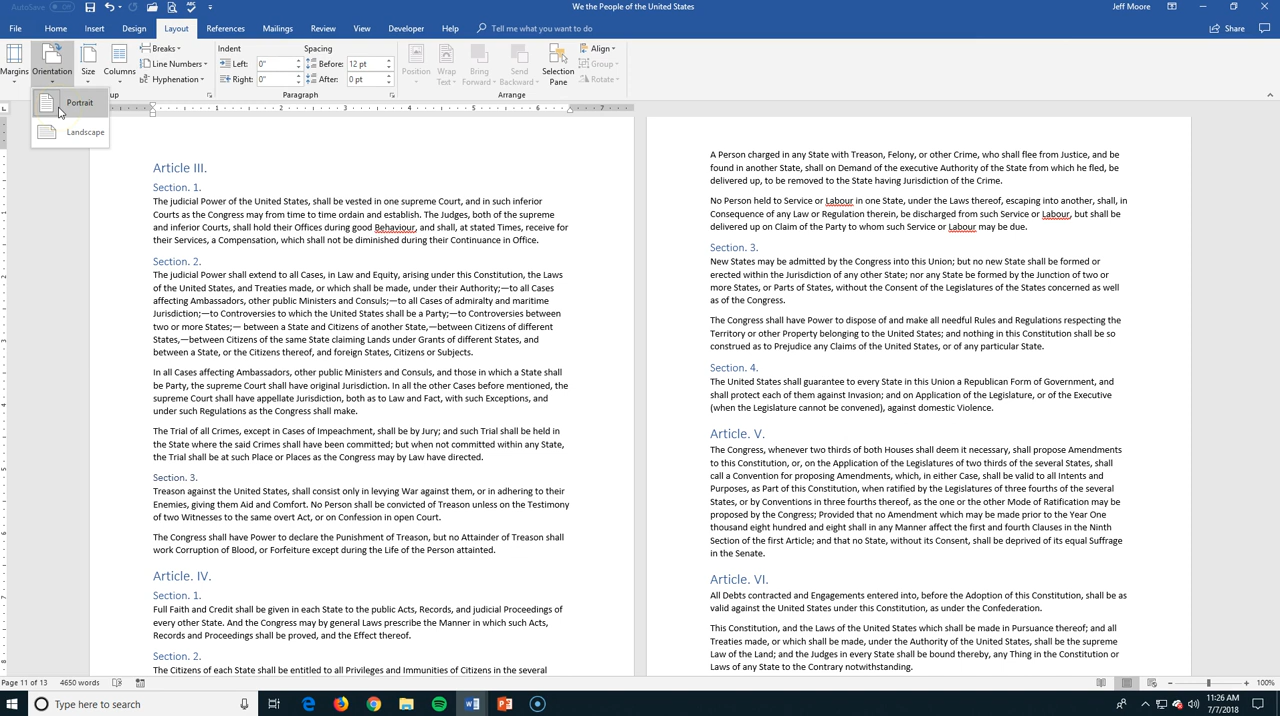 AutoSave
Off
We the People of the United States
Jeff Moore
File
Home
Insert
Design
Layout
References
Mailings
Review
View
Developer
Help
Tell me what you want to do
Share
Margins
Orientation
Size
Columns
Breaks
Line Numbers
Hyphenation
Indent
Left:
0"
Right:
0"
Spacing
Before:
12 pt
After:
0 pt
Position
Wrap
Text
Bring
Forward
Send
Backward
Selection
Pane
Align
Group
Rotate
up
Paragraph
Arrange
Portrait
Landscape
1 2 3 4 5 6 7
Article III.
Section. 1.
The judicial Power of the United States, shall be vested in one supreme Court, and in such inferior
Courts as the Congress may from time to time ordain and establish. The Judges, both of the supreme
and inferior Courts, shall hold their Offices during good Behaviour, and shall, at stated Times, receive for
their Services, a Compensation, which shall not be diminished during their Continuance in Office.
Section. 2.
The judicial Power shall extend to all Cases, in Law and Equity, arising under this Constitution, the Laws
of the United States, and Treaties made, or which shall be made, under their Authority;—to all Cases
affecting Ambassadors, other public Ministers and Consuls;—to all Cases of admiralty and maritime
Jurisdiction;—to Controversies to which the United States shall be a Party;—to Controversies between
two or more States;— between a State and Citizens of another State,—between Citizens of different
States,—between Citizens of the same State claiming Lands under Grants of different States, and
between a State, or the Citizens thereof, and foreign States, Citizens or Subjects.
In all Cases affecting Ambassadors, other public Ministers and Consuls, and those in which a State shall
be Party, the supreme Court shall have original Jurisdiction. In all the other Cases before mentioned, the
supreme Court shall have appellate Jurisdiction, both as to Law and Fact, with such Exceptions, and
under such Regulations as the Congress shall make.
The Trial of all Crimes, except in Cases of Impeachment, shall be by Jury; and such Trial shall be held in
the State where the said Crimes shall have been committed; but when not committed within any State,
the Trial shall be at such Place or Places as the Congress may by Law have directed.
Section. 3.
Treason against the United States, shall consist only in levying War against them, or in adhering to their
Enemies, giving them Aid and Comfort. No Person shall be convicted of Treason unless on the Testimony
of two Witnesses to the same overt Act, or on Confession in open Court.
The Congress shall have Power to declare the Punishment of Treason, but no Attainder of Treason shall
work Corruption of Blood, or Forfeiture except during the Life of the Person attainted.
Article. IV.
Section. 1.
Full Faith and Credit shall be given in each State to the public Acts, Records, and judicial Proceedings of
every other State. And the Congress may by general Laws prescribe the Manner in which such Acts,
Records and Proceedings shall be proved, and the Effect thereof.
Section. 2.
The Citizens of each State shall be entitled to all Privileges and Immunities of Citizens in the several
A Person charged in any State with Treason, Felony, or other Crime, who shall flee from Justice, and be
found in another State, shall on Demand of the executive Authority of the State from which he fled, be
delivered up, to be removed to the State having Jurisdiction of the Crime.
No Person held to Service or Labour in one State, under the Laws thereof, escaping into another, shall, in
Consequence of any Law or Regulation therein, be discharged from such Service or Labour, but shall be
delivered up on Claim of the Party to whom such Service or Labour may be due.
Section. 3.
New States may be admitted by the Congress into this Union; but no new State shall be formed or
erected within the Jurisdiction of any other State; nor any State be formed by the Junction of two or
more States, or Parts of States, without the Consent of the Legislatures of the States concerned as well
as of the Congress.
The Congress shall have Power to dispose of and make all needful Rules and Regulations respecting the
Territory or other Property belonging to the United States; and nothing in this Constitution shall be so
construed as to Prejudice any Claims of the United States, or of any particular State.
Section. 4.
The United States shall guarantee to every State in this Union a Republican Form of Government, and
shall protect each of them against Invasion; and on Application of the Legislature, or of the Executive
(when the Legislature cannot be convened), against domestic Violence.
Article. V.
The Congress, whenever two thirds of both Houses shall deem it necessary, shall propose Amendments
to this Constitution, or, on the Application of the Legislatures of two thirds of the several States, shall
call a Convention for proposing Amendments, which, in either Case, shall be valid to all Intents and
Purposes, as Part of this Constitution, when ratified by the Legislatures of three fourths of the several
States, or by Conventions in three fourths thereof, as the one or the other Mode of Ratification may be
proposed by the Congress; Provided that no Amendment which may be made prior to the Year One
thousand eight hundred and eight shall in any Manner affect the first and fourth Clauses in the Ninth
Section of the first Article; and that no State, without its Consent, shall be deprived of its equal Suffrage
in the Senate.
Article. VI.
All Debts contracted and Engagements entered into, before the Adoption of this Constitution, shall be as
valid against the United States under this Constitution, as under the Confederation.
This Constitution, and the Laws of the United States which shall be made in Pursuance thereof; and all
Treaties made, or which shall be made, under the Authority of the United States, shall be the supreme
Law of the Land; and the Judges in every State shall be bound thereby, any Thing in the Constitution or
Laws of any State to the Contrary notwithstanding.
Page 11 of 13
4650 words
100%
Type here to search
11:26 AM
7/7/2018